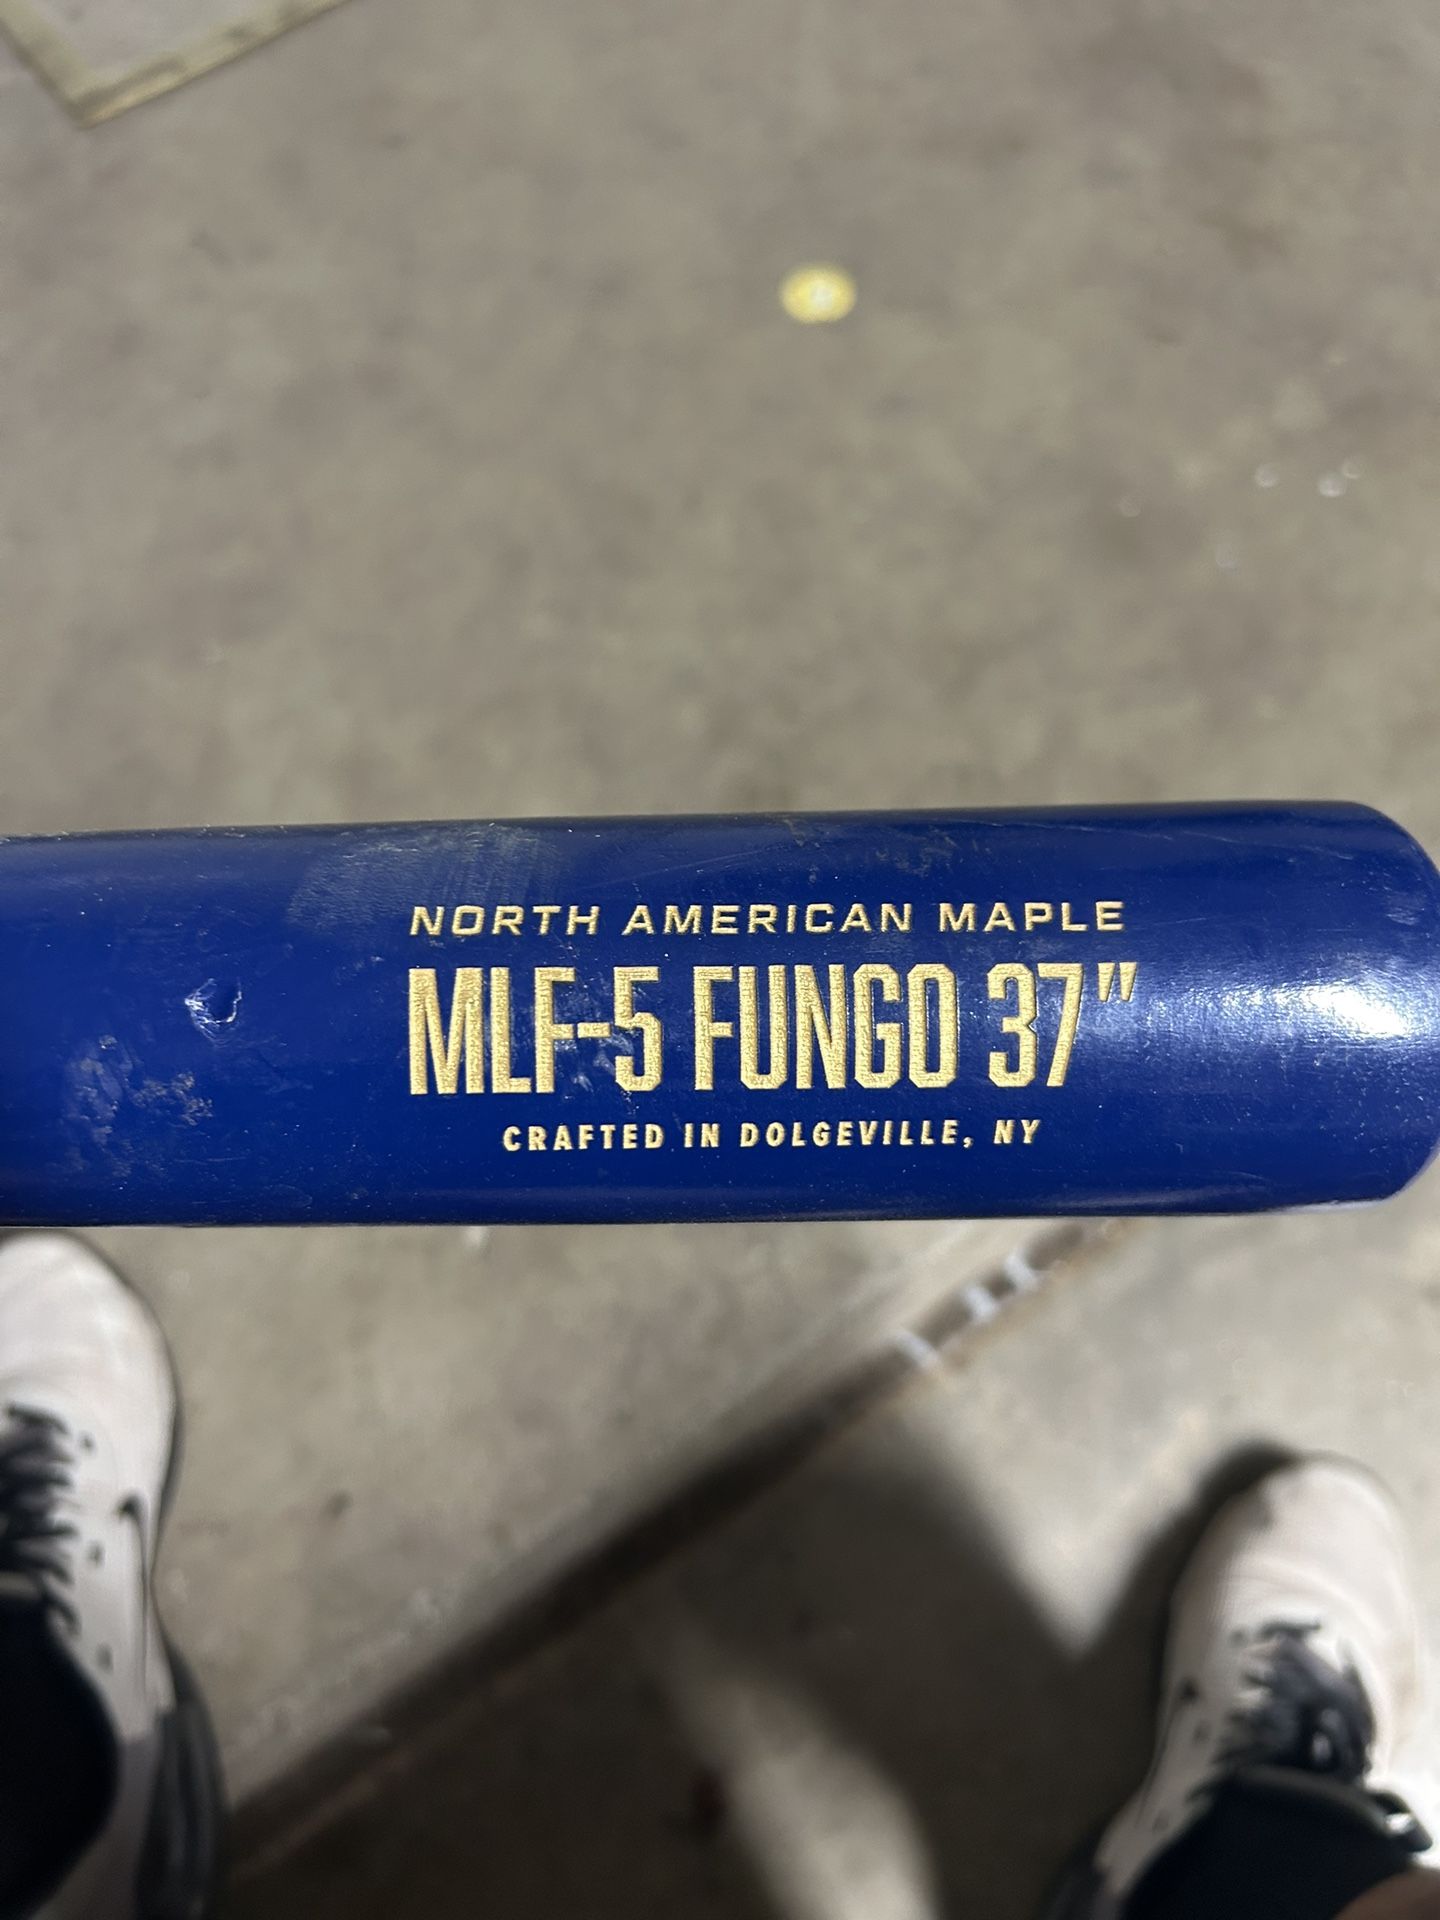 NORTH AMERICAN MAPLE
MLF-5 FUNGO 37"
CRAFTED IN DOLGEVILLE, NY